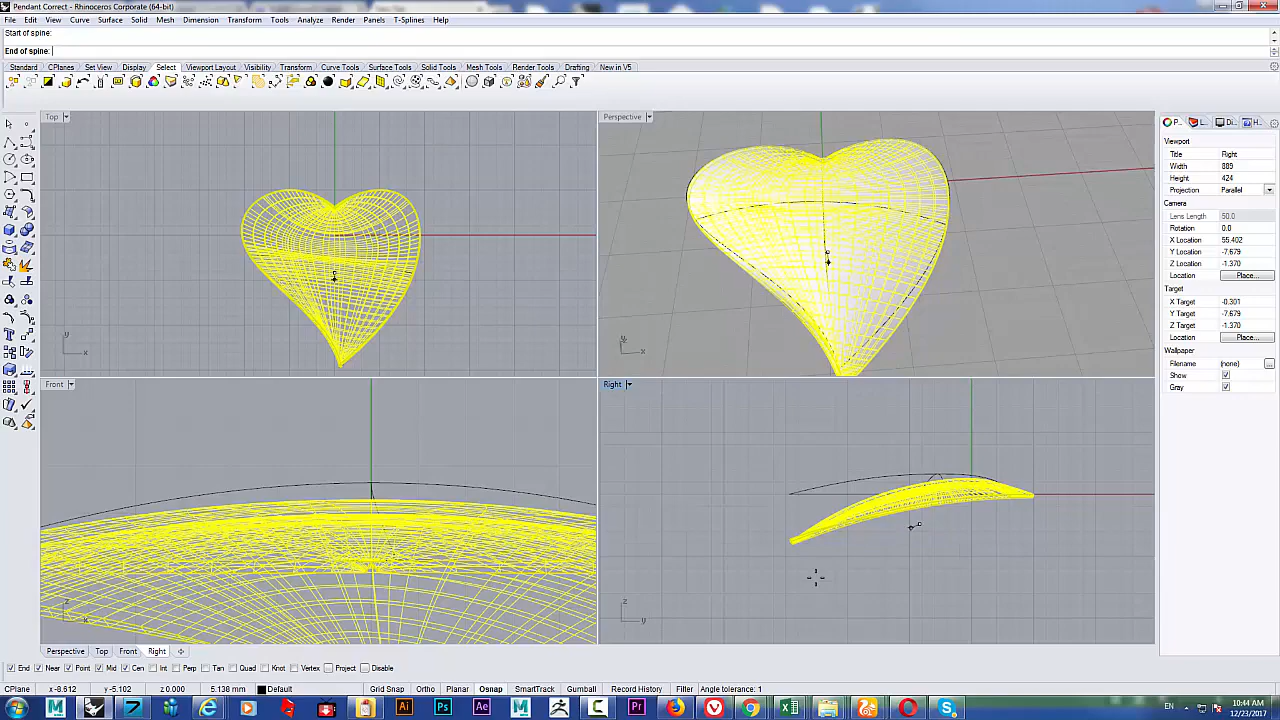 Pendant Correct - Rhinoceros Corporate (64-bit)
File Edit View Curve Surface Solid Mesh Dimension Transform Tools Analyze Render Panels T-Splines Help
Start of spine:
End of spine:
Standard CPlanes Set View Display Select Viewport Layout Visibility Transform Curve Tools Surface Tools Solid Tools Mesh Tools Render Tools Drafting New in V5
Top
Perspective
P... L... Di... H...
Viewport
Title Right
Width 889
Height 424
Projection Parallel
Camera
Lens Length 50.0
Rotation 0.0
X Location 55.402
Y Location -7.679
Z Location -1.370
Location Place...
Target
X Target -0.301
Y Target -7.679
Z Target -1.370
Location Place...
Wallpaper
Filename (none) ...
Show
Gray
y x
x
Front
Right
z x
z y
Perspective Top Front Right
End Near Point Mid Cen Int Perp Tan Quad Knot Vertex Project Disable
CPlane x -8.612 y -5.102 z 0.000 5.138 mm Default Grid Snap Ortho Planar Osnap SmartTrack Gumball Record History Filter Angle tolerance: 1
EN 10:44 AM
12/23/2017